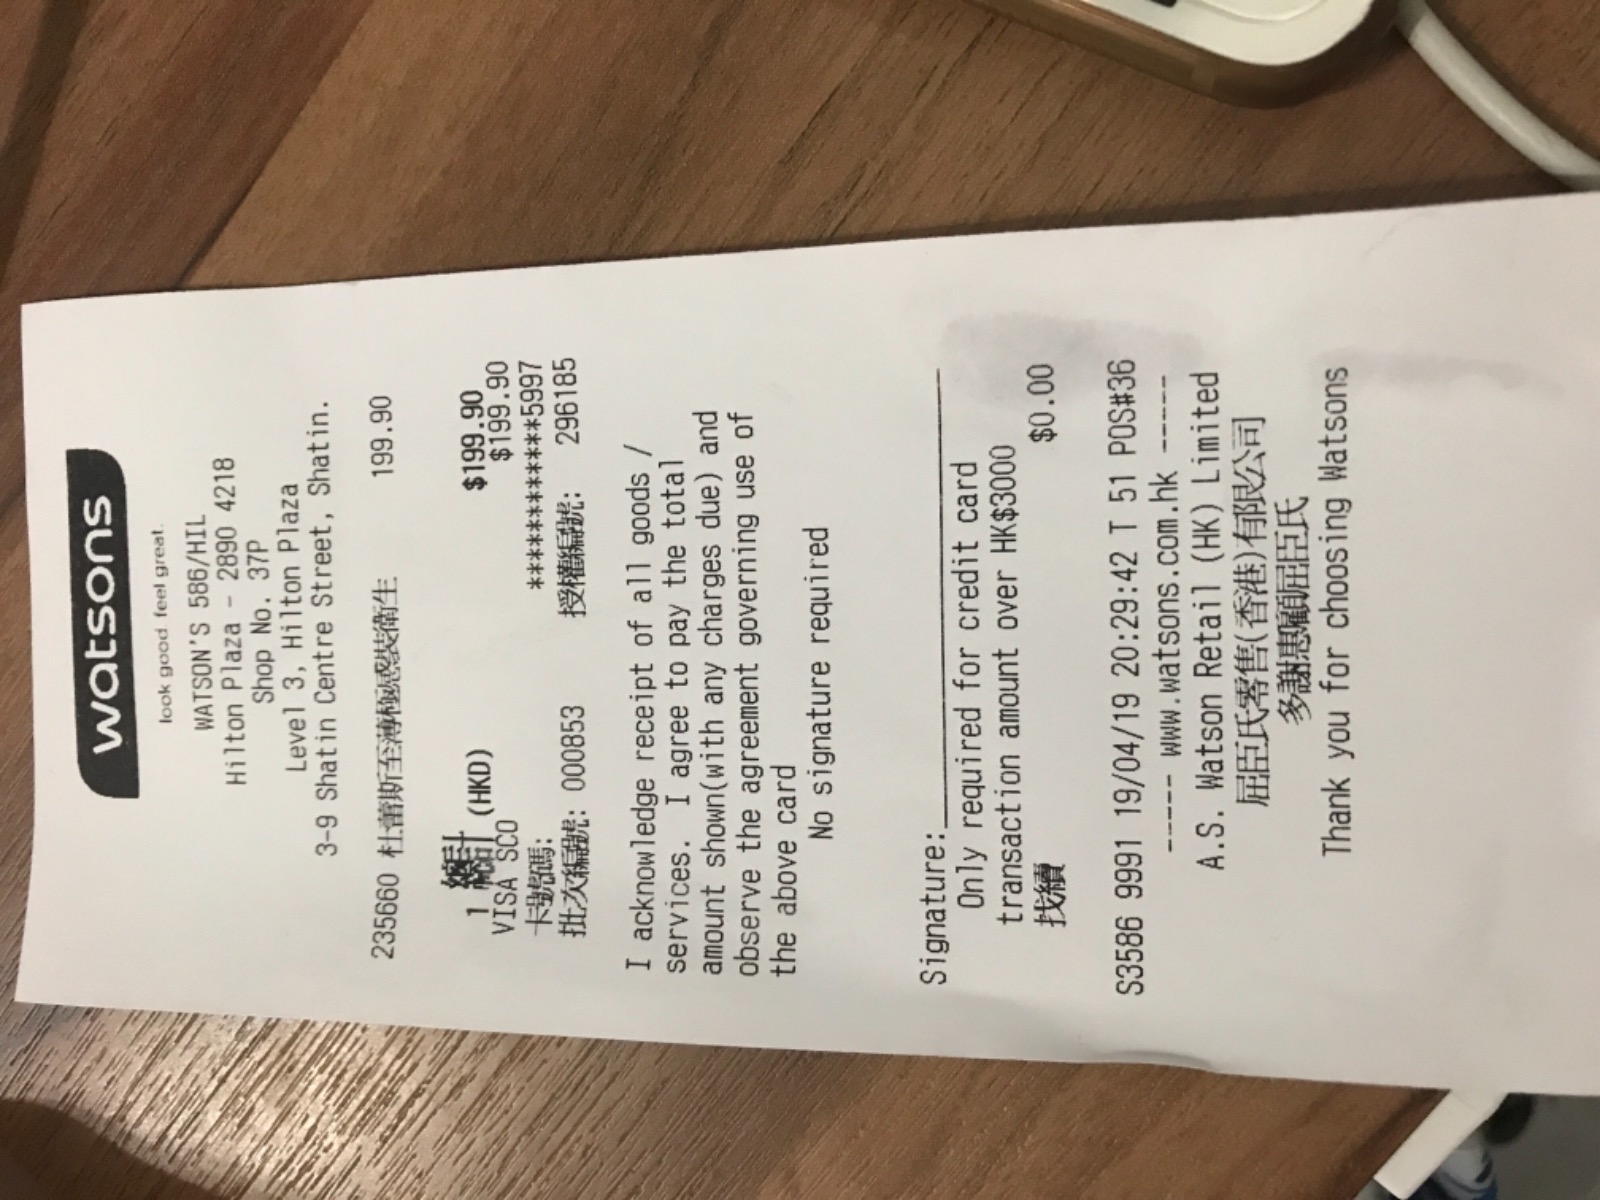 watsons
look good. feel great.
WATSON'S 586/HIL
Hilton Plaza - 2890 4218
Shop No. 37P
Level 3, Hilton Plaza
3-9 Shatin Centre Street, Shatin.
235660 杜蕾斯至薄極感裝衛生 199.90
1 總計 (HKD) $199.90
VISA SCO $199.90
卡號碼: ************5997
批次編號: 000853 授權編號: 296185
I acknowledge receipt of all goods /
services. I agree to pay the total
amount shown(with any charges due) and
observe the agreement governing use of
the above card
No signature required
Signature:
Only required for credit card
transaction amount over HK$3000
找續 $0.00
S3586 9991 19/04/19 20:29:42 T 51 POS#36
----- www.watsons.com.hk -----
A.S. Watson Retail (HK) Limited
屈臣氏零售(香港)有限公司
多謝惠顧屈臣氏
Thank you for choosing Watsons